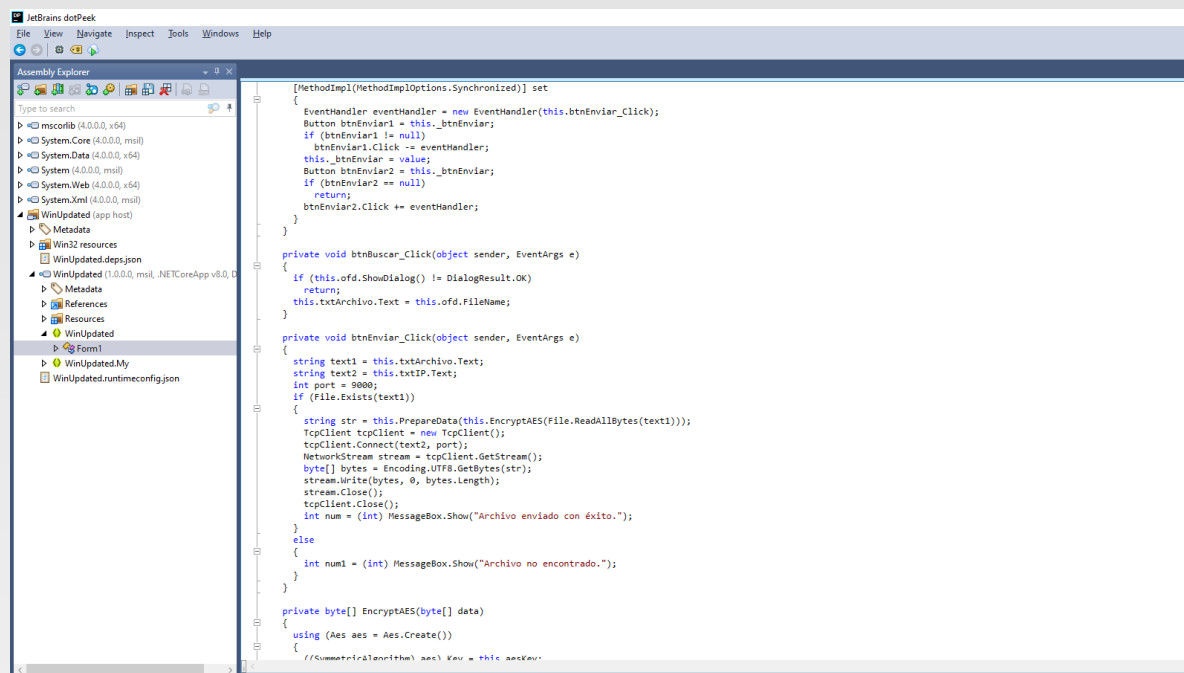 JetBrains dotPeek
File View Navigate Inspect Tools Windows Help
Assembly Explorer
Type to search
mscorlib (4.0.0.0, x64)
System.Core (4.0.0.0, msil)
System.Data (4.0.0.0, x64)
System (4.0.0.0, msil)
System.Web (4.0.0.0, x64)
System.Xml (4.0.0.0, msil)
WinUpdated (app host)
Metadata
Win32 resources
WinUpdated.deps.json
WinUpdated (1.0.0.0, msil, .NETCoreApp v8.0, D
Metadata
References
Resources
WinUpdated
Form1
WinUpdated.My
WinUpdated.runtimeconfig.json
[MethodImpl(MethodImplOptions.Synchronized)] set
{
EventHandler eventHandler = new EventHandler(this.btnEnviar_Click);
Button btnEnviar1 = this._btnEnviar;
if (btnEnviar1 != null)
btnEnviar1.Click -= eventHandler;
this._btnEnviar = value;
Button btnEnviar2 = this._btnEnviar;
if (btnEnviar2 == null)
return;
btnEnviar2.Click += eventHandler;
}
}
private void btnBuscar_Click(object sender, EventArgs e)
{
if (this.ofd.ShowDialog() != DialogResult.OK)
return;
this.txtArchivo.Text = this.ofd.FileName;
}
private void btnEnviar_Click(object sender, EventArgs e)
{
string text1 = this.txtArchivo.Text;
string text2 = this.txtIP.Text;
int port = 9000;
if (File.Exists(text1))
{
string str = this.PrepareData(this.EncryptAES(File.ReadAllBytes(text1)));
TcpClient tcpClient = new TcpClient();
tcpClient.Connect(text2, port);
NetworkStream stream = tcpClient.GetStream();
byte[] bytes = Encoding.UTF8.GetBytes(str);
stream.Write(bytes, 0, bytes.Length);
stream.Close();
tcpClient.Close();
int num = (int) MessageBox.Show("Archivo enviado con éxito.");
}
else
{
int num1 = (int) MessageBox.Show("Archivo no encontrado.");
}
}
private byte[] EncryptAES(byte[] data)
{
using (Aes aes = Aes.Create())
{
((SymmetricAlgorithm) aes).Key = this.aesKey;